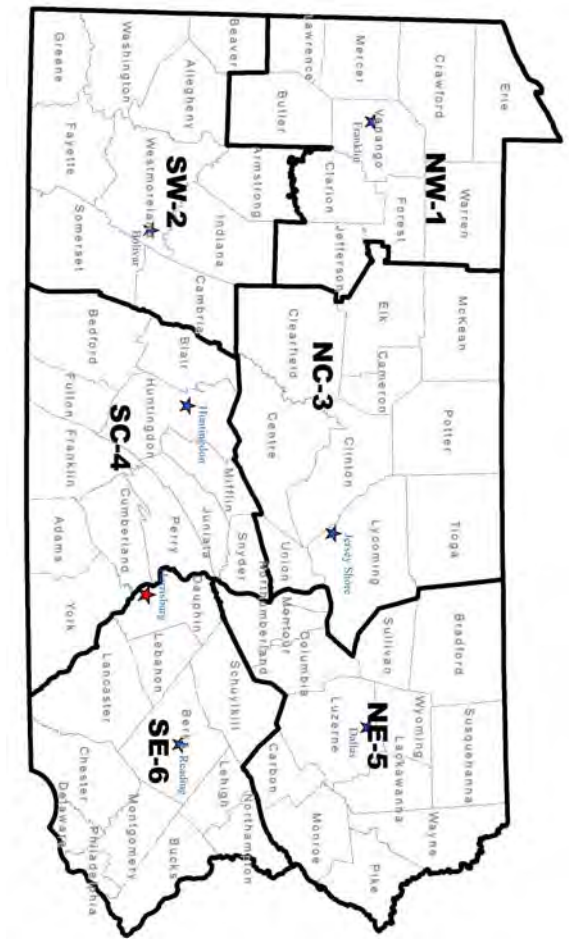 Erie
Crawford
Warren
McKean
Potter
Tioga
Bradford
Susquehanna
Wayne
Mercer
Venango
Franklin
NW-1
Forest
Elk
Cameron
Clinton
Lycoming
Jersey Shore
Sullivan
Wyoming
Lackawanna
Pike
Lawrence
Butler
Clarion
Jefferson
Clearfield
NC-3
Centre
Union
Montour
Columbia
Northumberland
Luzerne
NE-5
Dallas
Monroe
Carbon
Beaver
Allegheny
Armstrong
Indiana
Cambria
Blair
Huntingdon
Huntingdon
Mifflin
Juniata
Snyder
Perry
Dauphin
Schuylkill
Lehigh
Northampton
Washington
Westmoreland
SW-2
Bolivar
Greene
Fayette
Somerset
Bedford
Fulton
Franklin
SC-4
Cumberland
Adams
York
Harrisburg
Lebanon
Lancaster
Berks
Reading
SE-6
Bucks
Montgomery
Chester
Delaware
Philadelphia